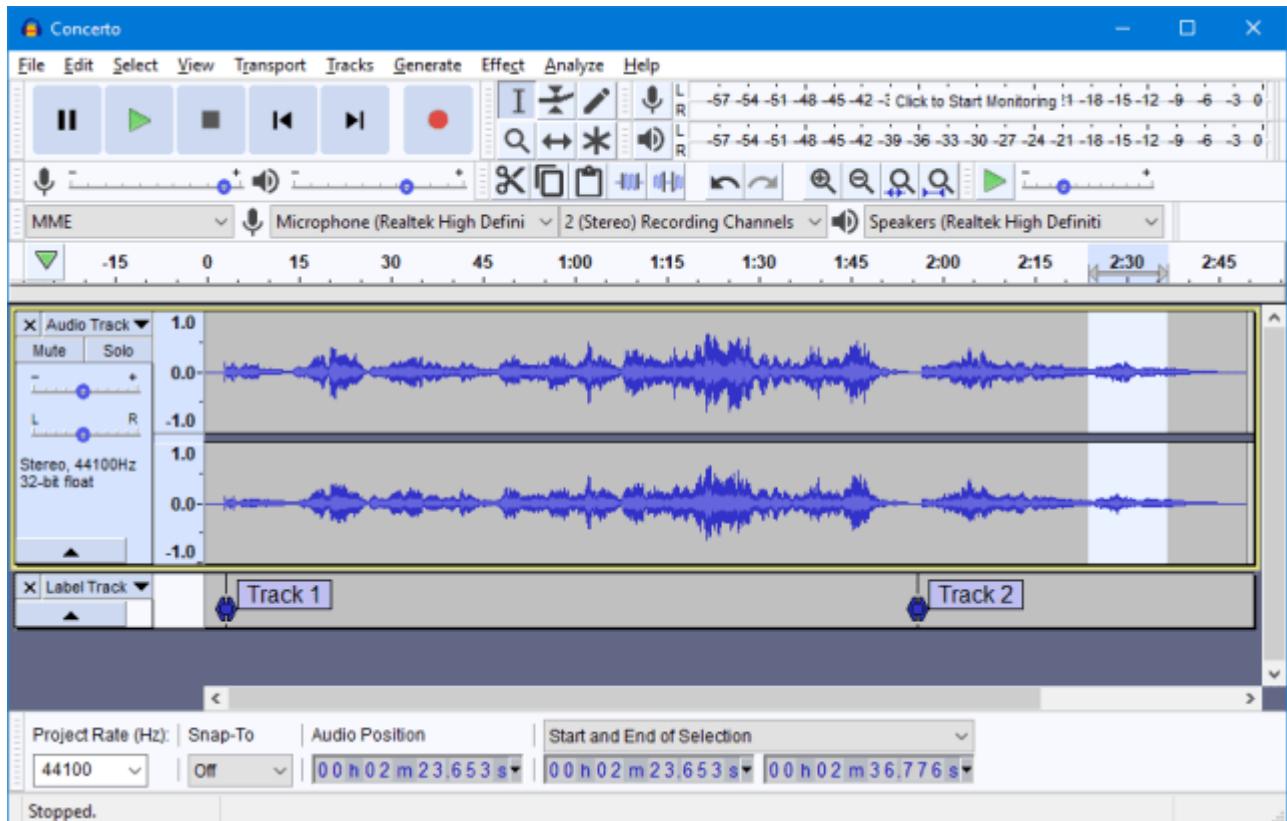 Concerto
File Edit Select View Transport Tracks Generate Effect Analyze Help
L
R
-57 -54 -51 -48 -45 -42 -3 Click to Start Monitoring !1 -18 -15 -12 -9 -6 -3 0
L
R
-57 -54 -51 -48 -45 -42 -39 -36 -33 -30 -27 -24 -21 -18 -15 -12 -9 -6 -3 0
- + - + - +
MME Microphone (Realtek High Defini 2 (Stereo) Recording Channels Speakers (Realtek High Definiti
-15 0 15 30 45 1:00 1:15 1:30 1:45 2:00 2:15 2:30 2:45
Audio Track
Mute Solo
- +
L R
Stereo, 44100Hz
32-bit float
1.0
0.0
-1.0
1.0
0.0
-1.0
Label Track
Track 1 Track 2
Project Rate (Hz): Snap-To Audio Position Start and End of Selection
44100 Off 00 h 02 m 23.653 s 00 h 02 m 23.653 s 00 h 02 m 36.776 s
Stopped.